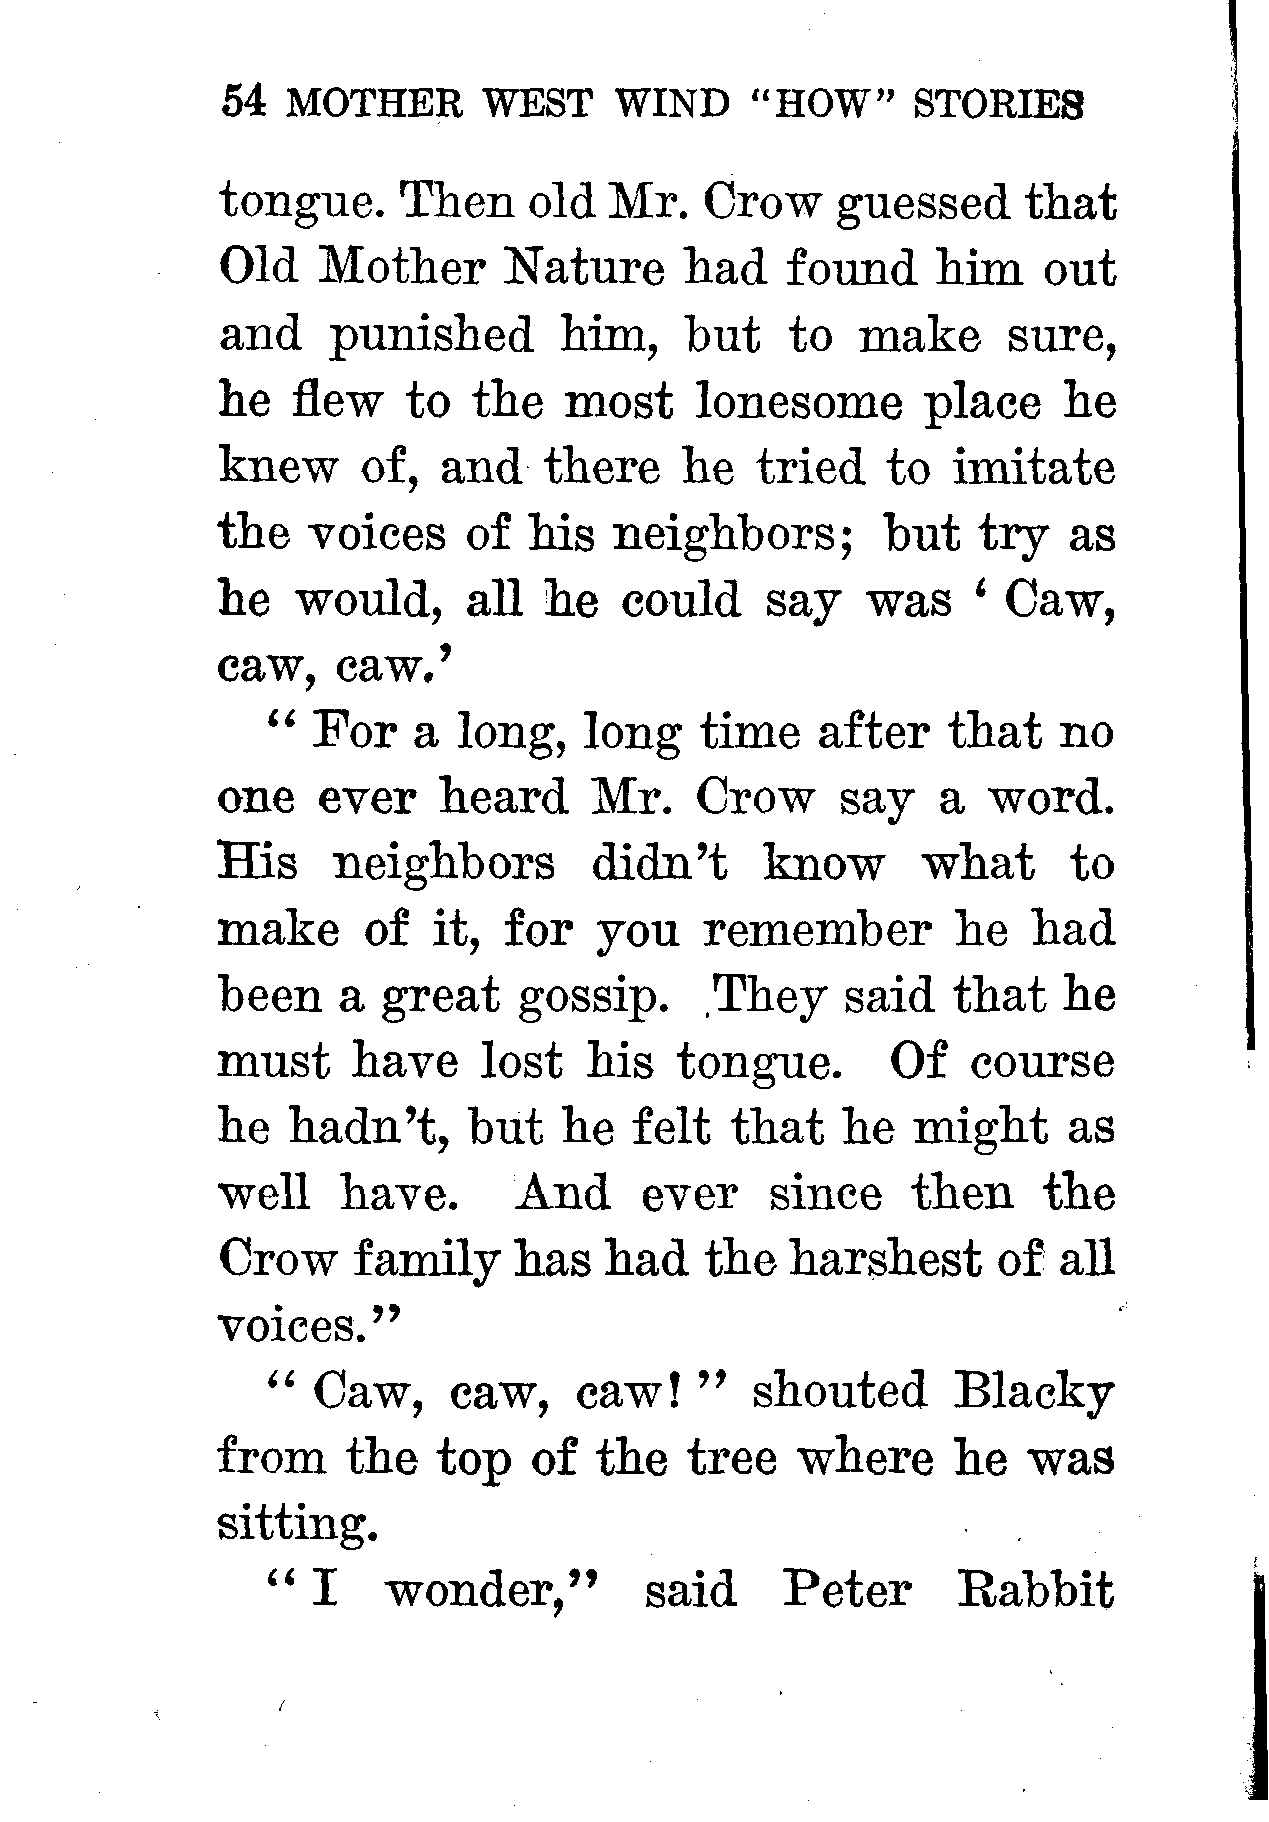 54 MOTHER WEST WIND "HOW" STORIES
tongue. Then old Mr. Crow guessed that
Old Mother Nature had found him out
and punished him, but to make sure,
he flew to the most lonesome place he
knew of, and there he tried to imitate
the voices of his neighbors; but try as
he would, all he could say was ‘ Caw,
caw, caw.’
“ For a long, long time after that no
one ever heard Mr. Crow say a word.
His neighbors didn’t know what to
make of it, for you remember he had
been a great gossip. They said that he
must have lost his tongue. Of course
he hadn’t, but he felt that he might as
well have. And ever since then the
Crow family has had the harshest of all
voices.”
“ Caw, caw, caw! ” shouted Blacky
from the top of the tree where he was
sitting.
“ I wonder,” said Peter Rabbit